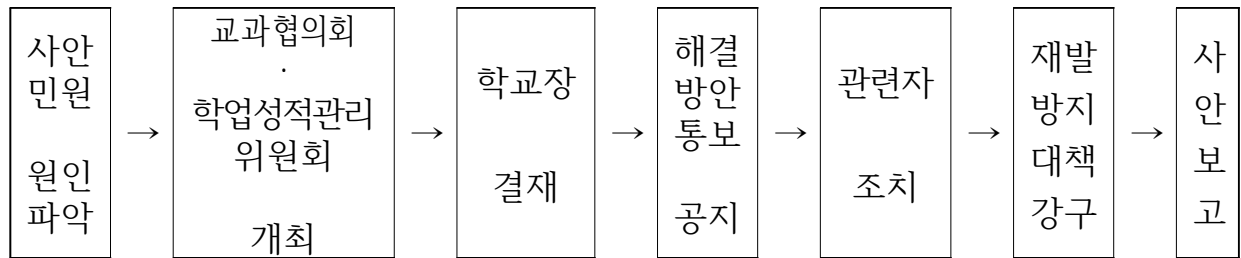 사안
민원
원인
파악
→
교과협의회
·
학업성적관리
위원회
개최
→
학교장
결재
→
해결
방안
통보
공지
→
관련자
조치
→
재발
방지
대책
강구
→
사
안
보
고